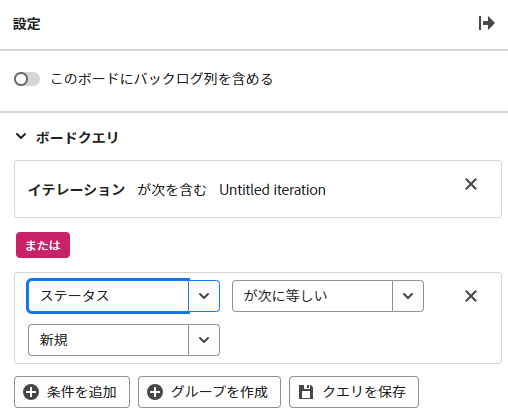 設定
このボードにバックログ列を含める
ボードクエリ
イテレーション が次を含む Untitled iteration
または
ステータス が次に等しい
新規
条件を追加 グループを作成 クエリを保存